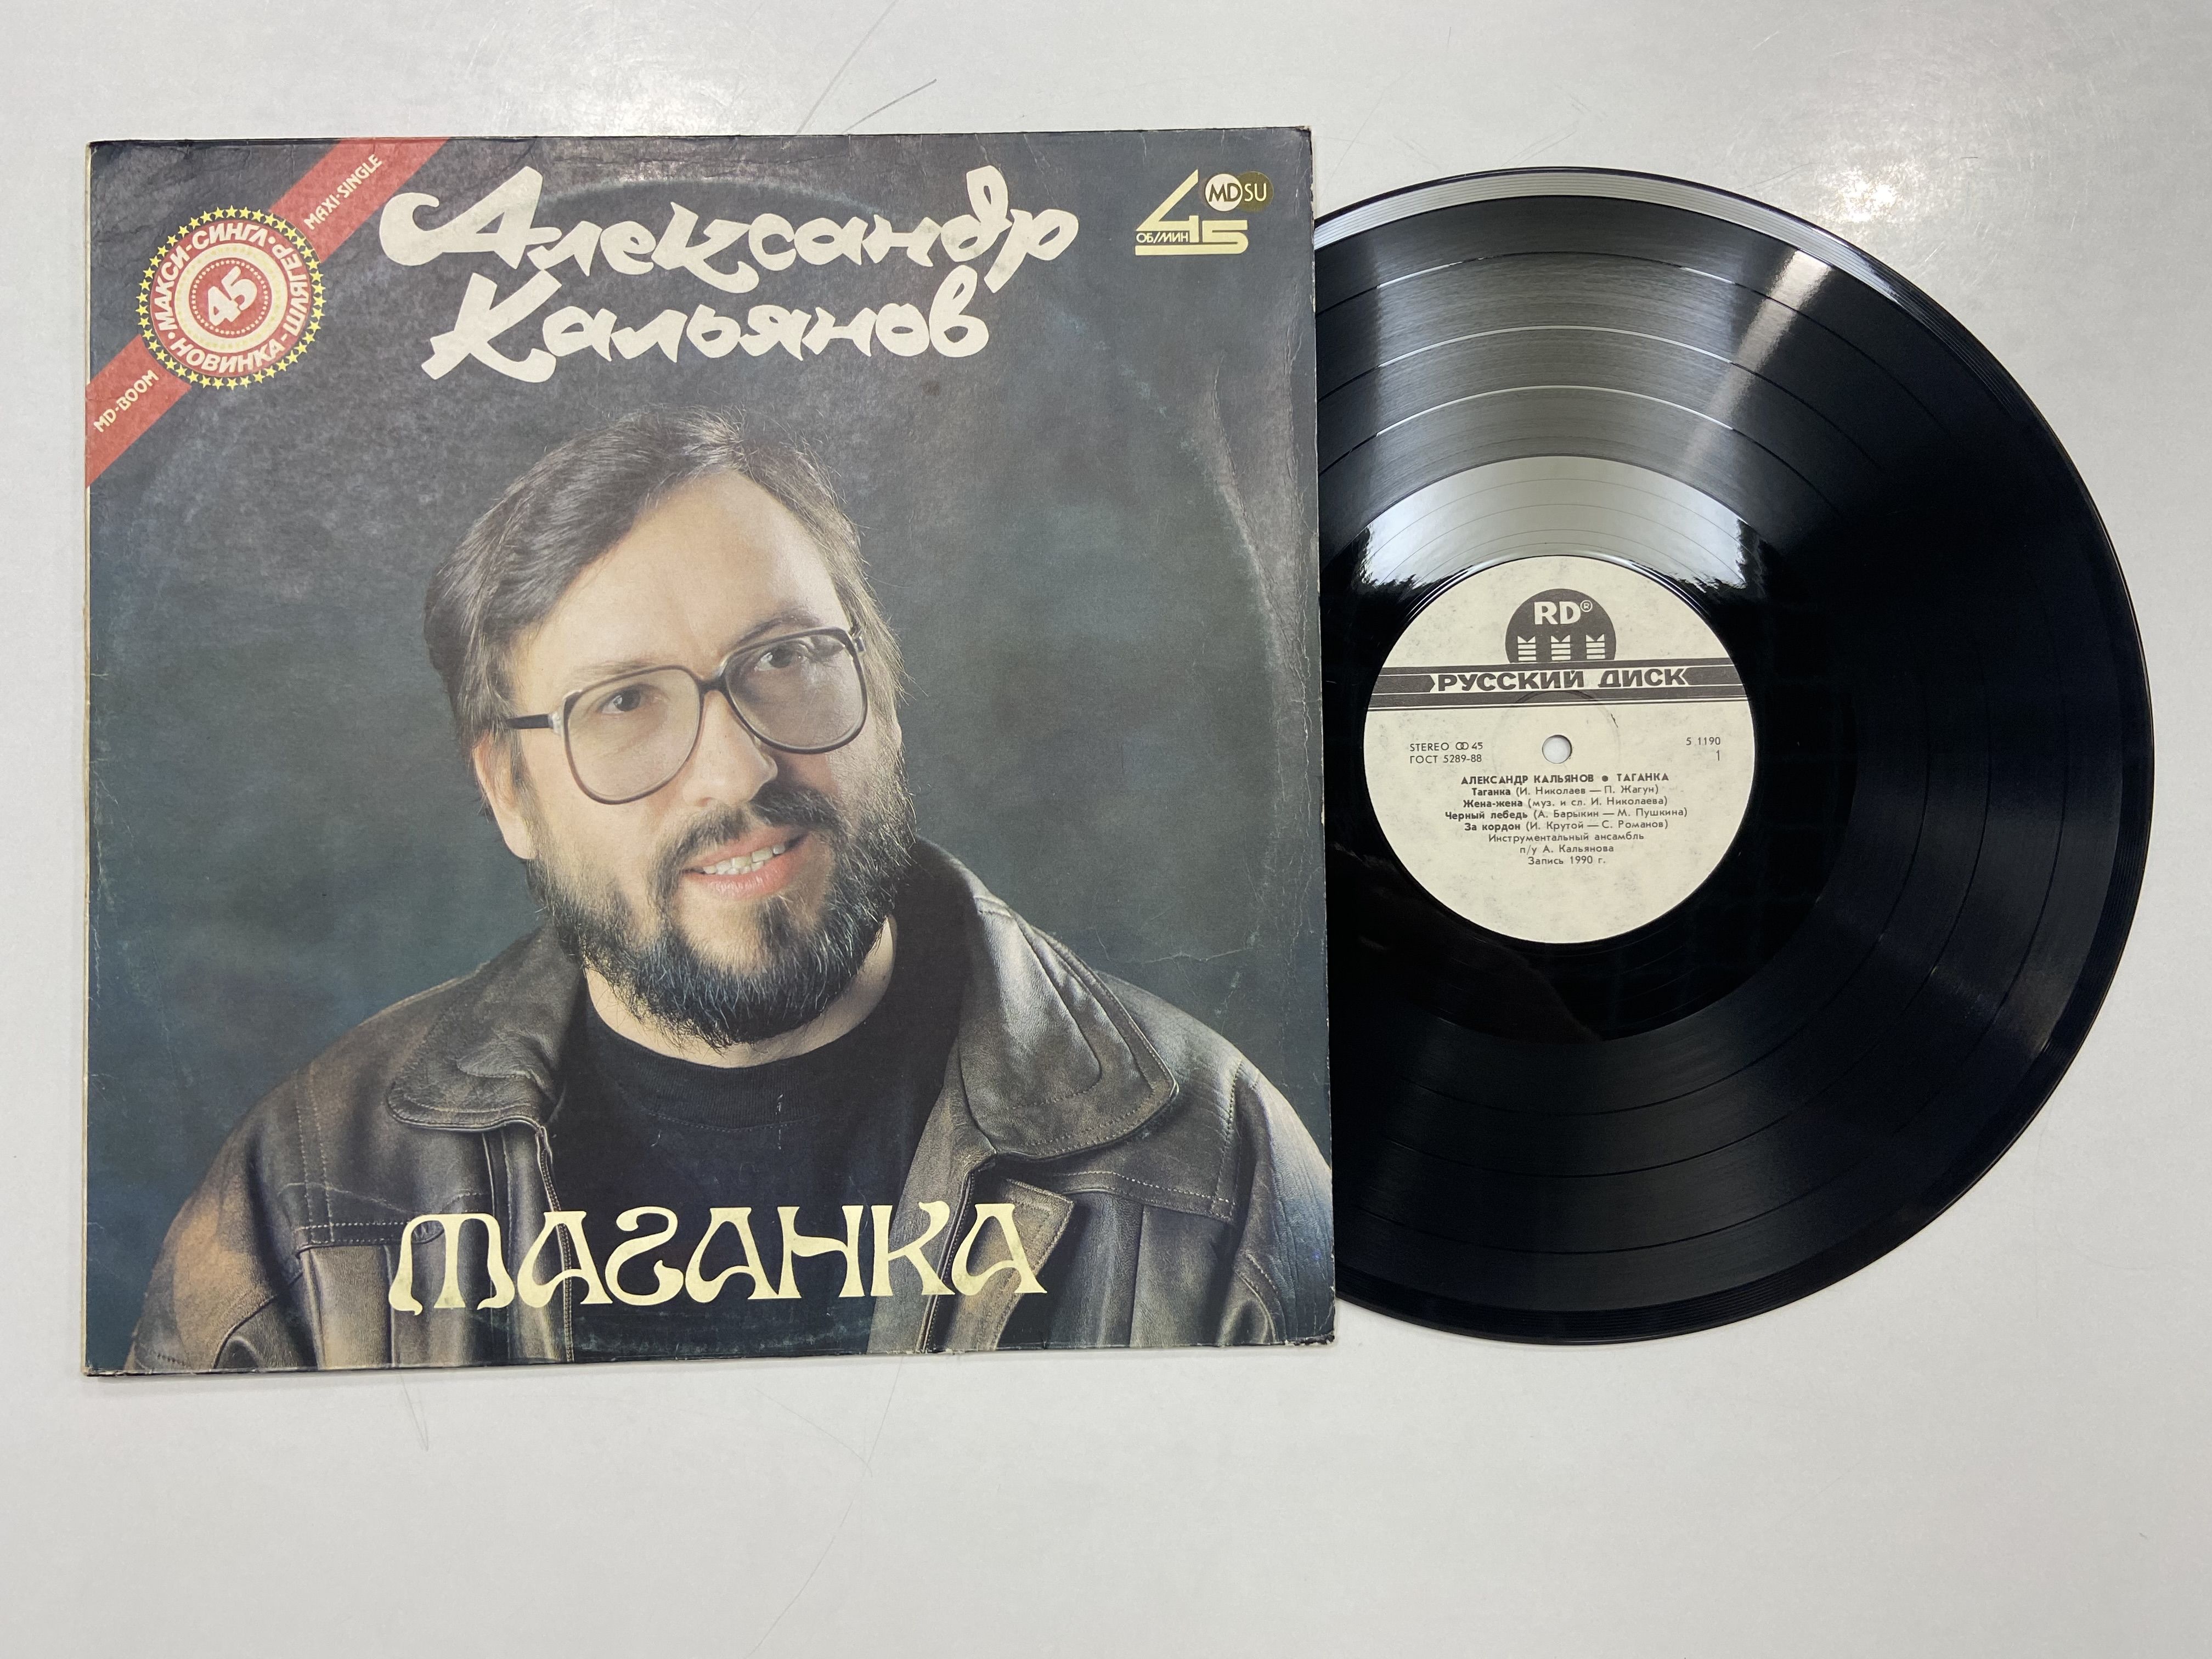 MAXI-SINGLE
• МАКСИ-СИНГЛ • ШЛЯГЕР- НОВИНКА
45
MD-BOOM
Александр
Кальянов
45
ОБ/МИН
MD SU
ТАГАНКА
RD®
РУССКИЙ ДИСК
STEREO 45
ГОСТ 5289-88
5 1190
1
АЛЕКСАНДР КАЛЬЯНОВ ● ТАГАНКА
Таганка (И. Николаев — П. Жагун)
Жена-жена (муз. и сл. И. Николаева)
Черный лебедь (А. Барыкин — М. Пушкина)
За кордон (И. Крутой — С. Романов)
Инструментальный ансамбль
п/у А. Кальянова
Запись 1990 г.